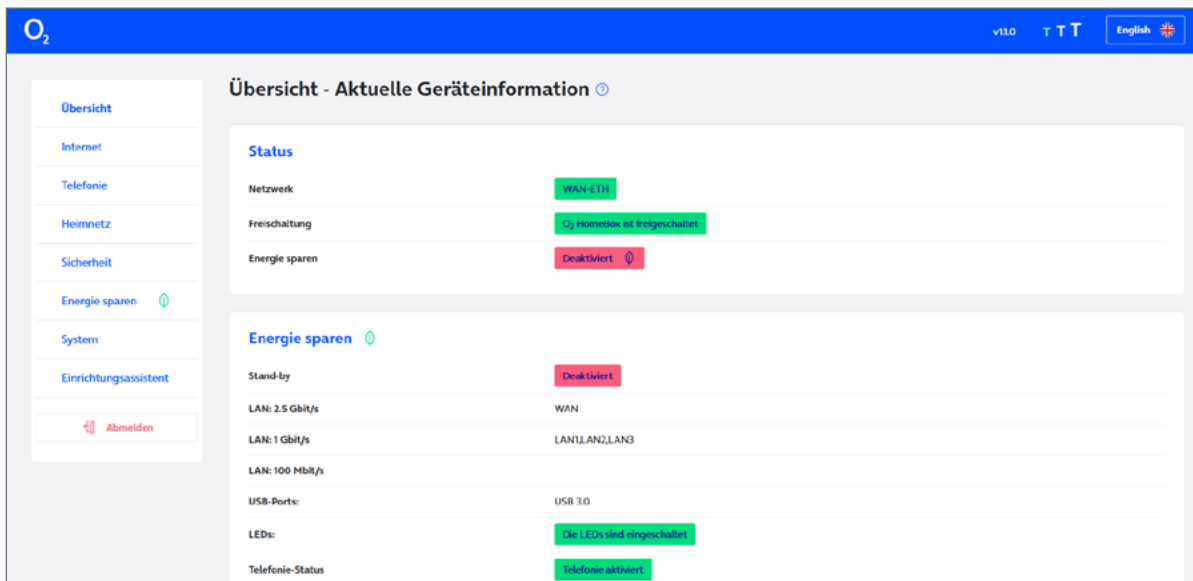 O2
v1.1.0 T T T English
Übersicht
Internet
Telefonie
Heimnetz
Sicherheit
Energie sparen
System
Einrichtungsassistent
Abmelden
Übersicht - Aktuelle Geräteinformation ?
Status
Netzwerk WAN-ETH
Freischaltung O2 HomeBox ist freigeschaltet
Energie sparen Deaktiviert
Energie sparen
Stand-by Deaktiviert
LAN: 2.5 Gbit/s WAN
LAN: 1 Gbit/s LAN1,LAN2,LAN3
LAN: 100 Mbit/s
USB-Ports: USB 3.0
LEDs: Die LEDs sind eingeschaltet
Telefonie-Status Telefonie aktiviert